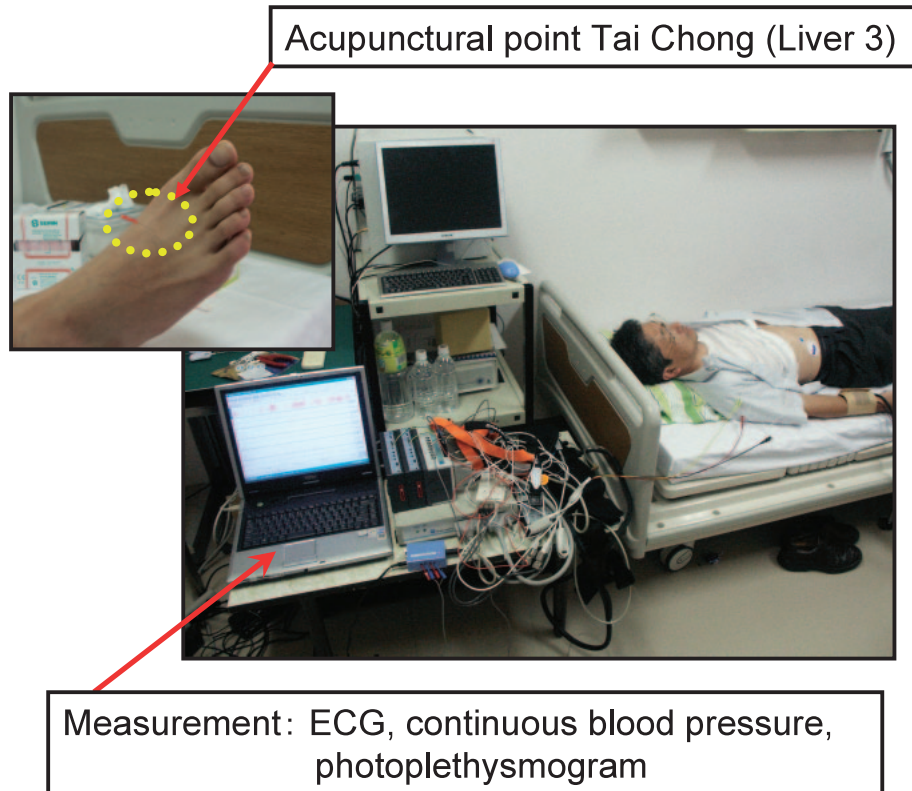 Acupunctural point Tai Chong (Liver 3)
Measurement: ECG, continuous blood pressure,
photoplethysmogram